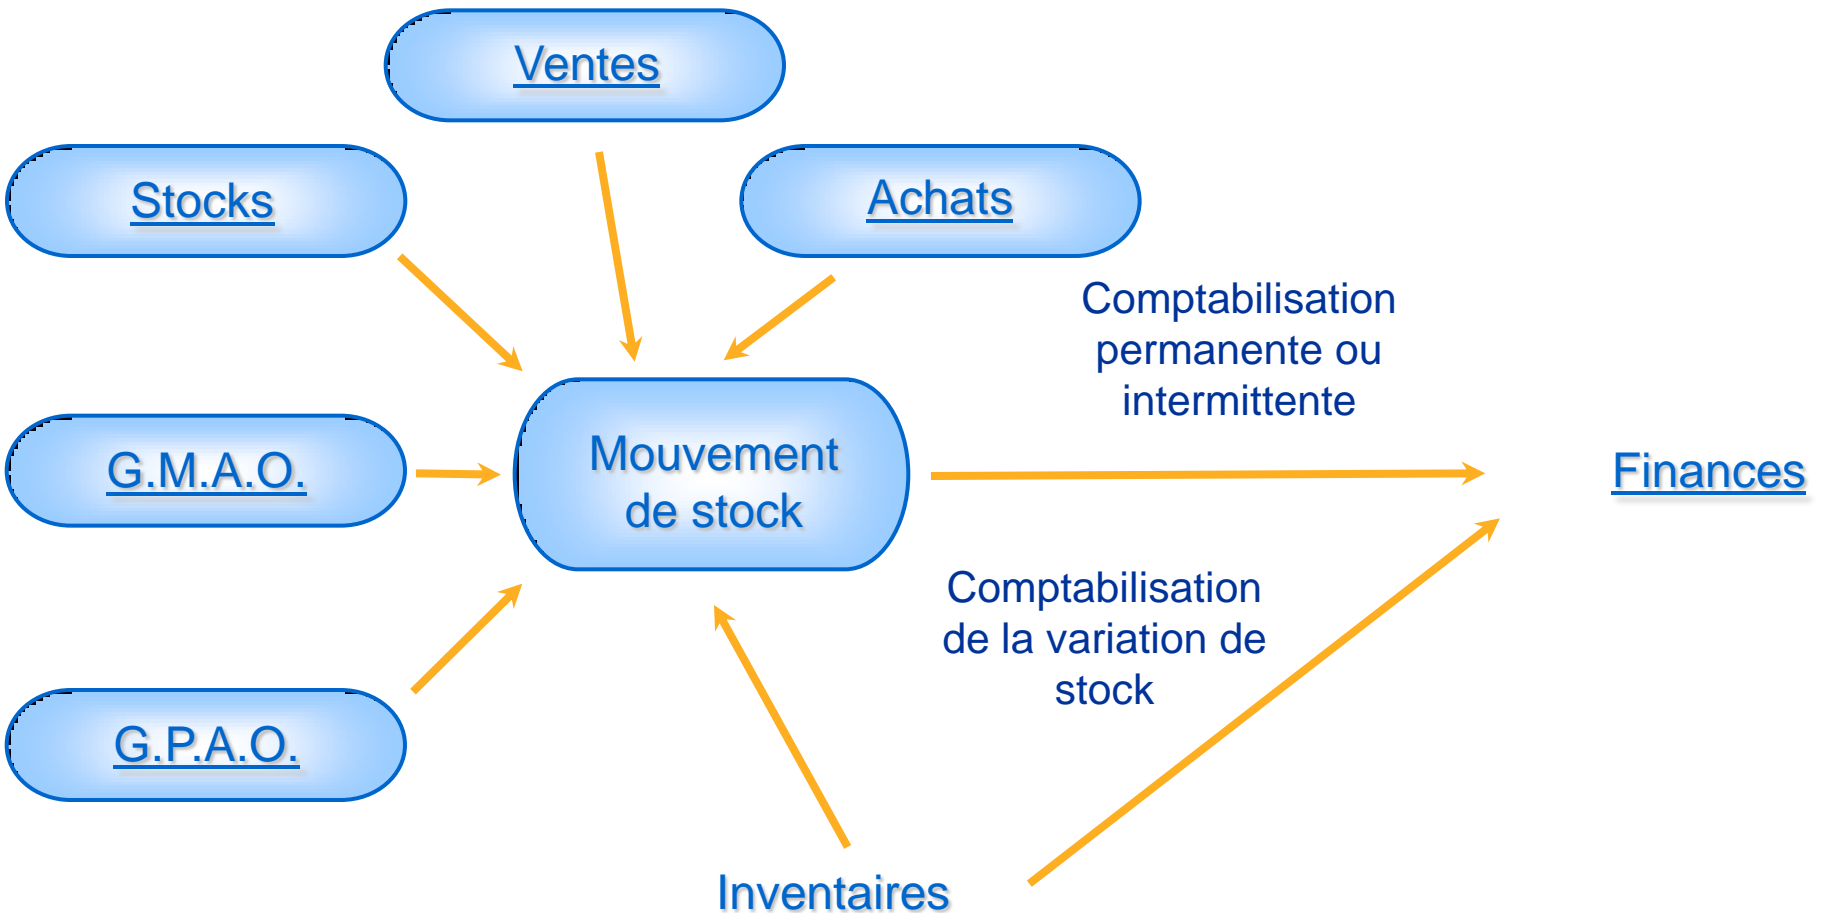 Ventes
Stocks
Achats
Comptabilisation
permanente ou
intermittente
G.M.A.O.
Mouvement
de stock
Finances
Comptabilisation
de la variation de
stock
G.P.A.O.
Inventaires